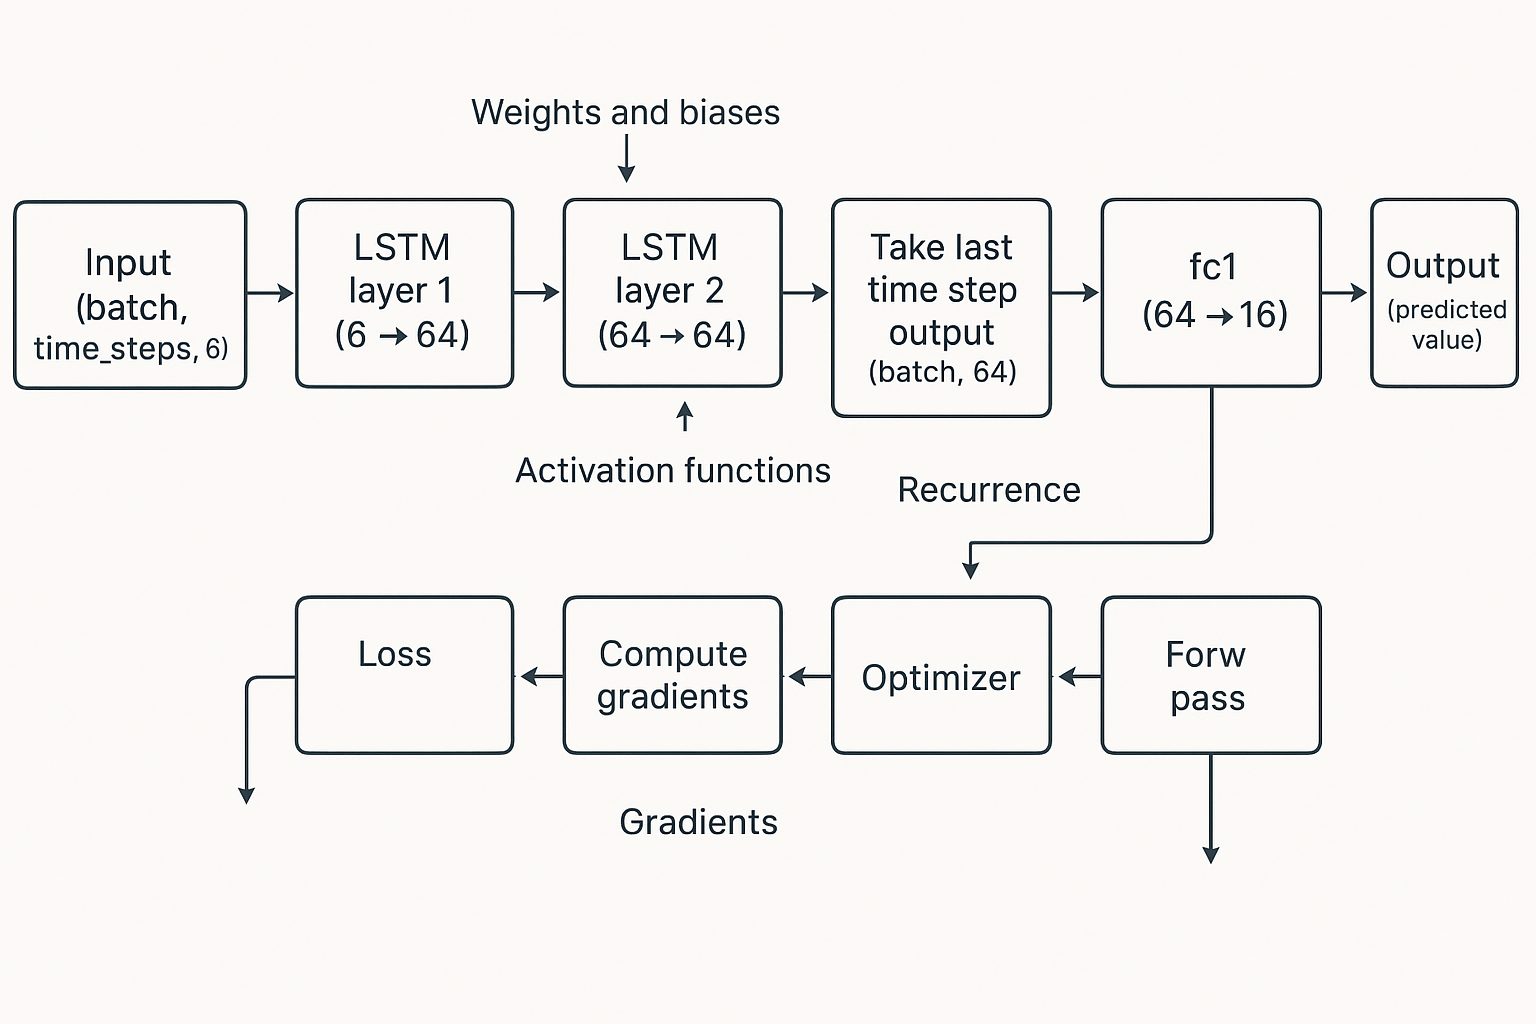 Weights and biases
Input
(batch,
time_steps, 6)
LSTM
layer 1
(6 → 64)
LSTM
layer 2
(64 → 64)
Take last
time step
output
(batch, 64)
fc1
(64 → 16)
Output
(predicted
value)
Activation functions
Recurrence
Loss
Compute
gradients
Optimizer
Forw
pass
Gradients